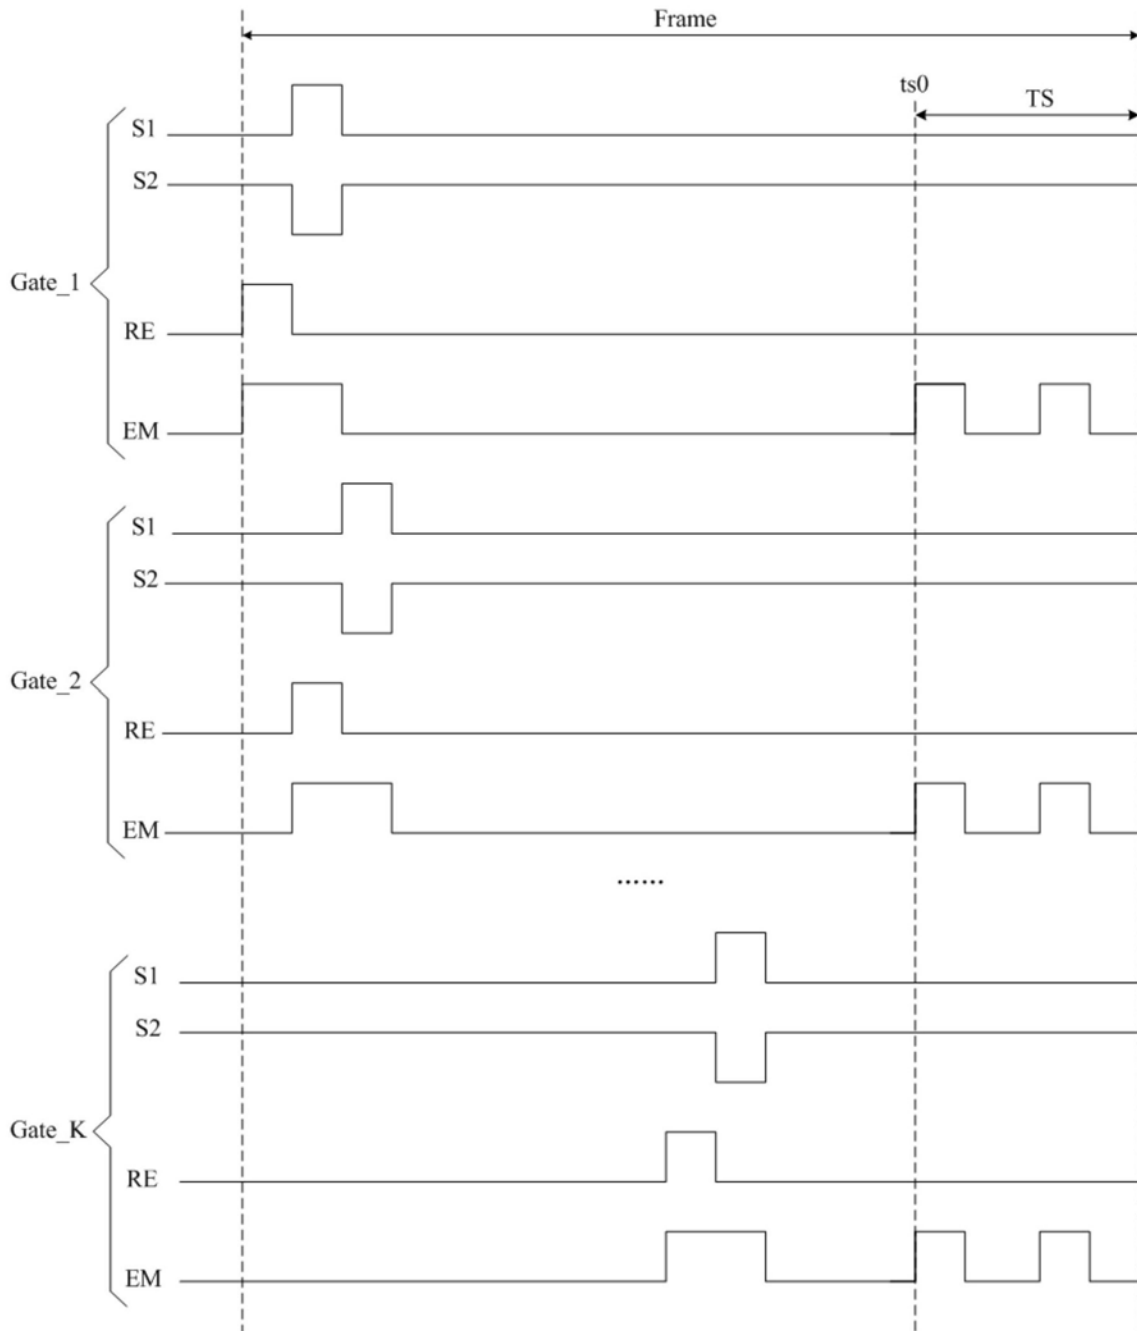 Frame
ts0
TS
S1
S2
Gate_1
RE
EM
S1
S2
Gate_2
RE
EM
......
S1
S2
Gate_K
RE
EM